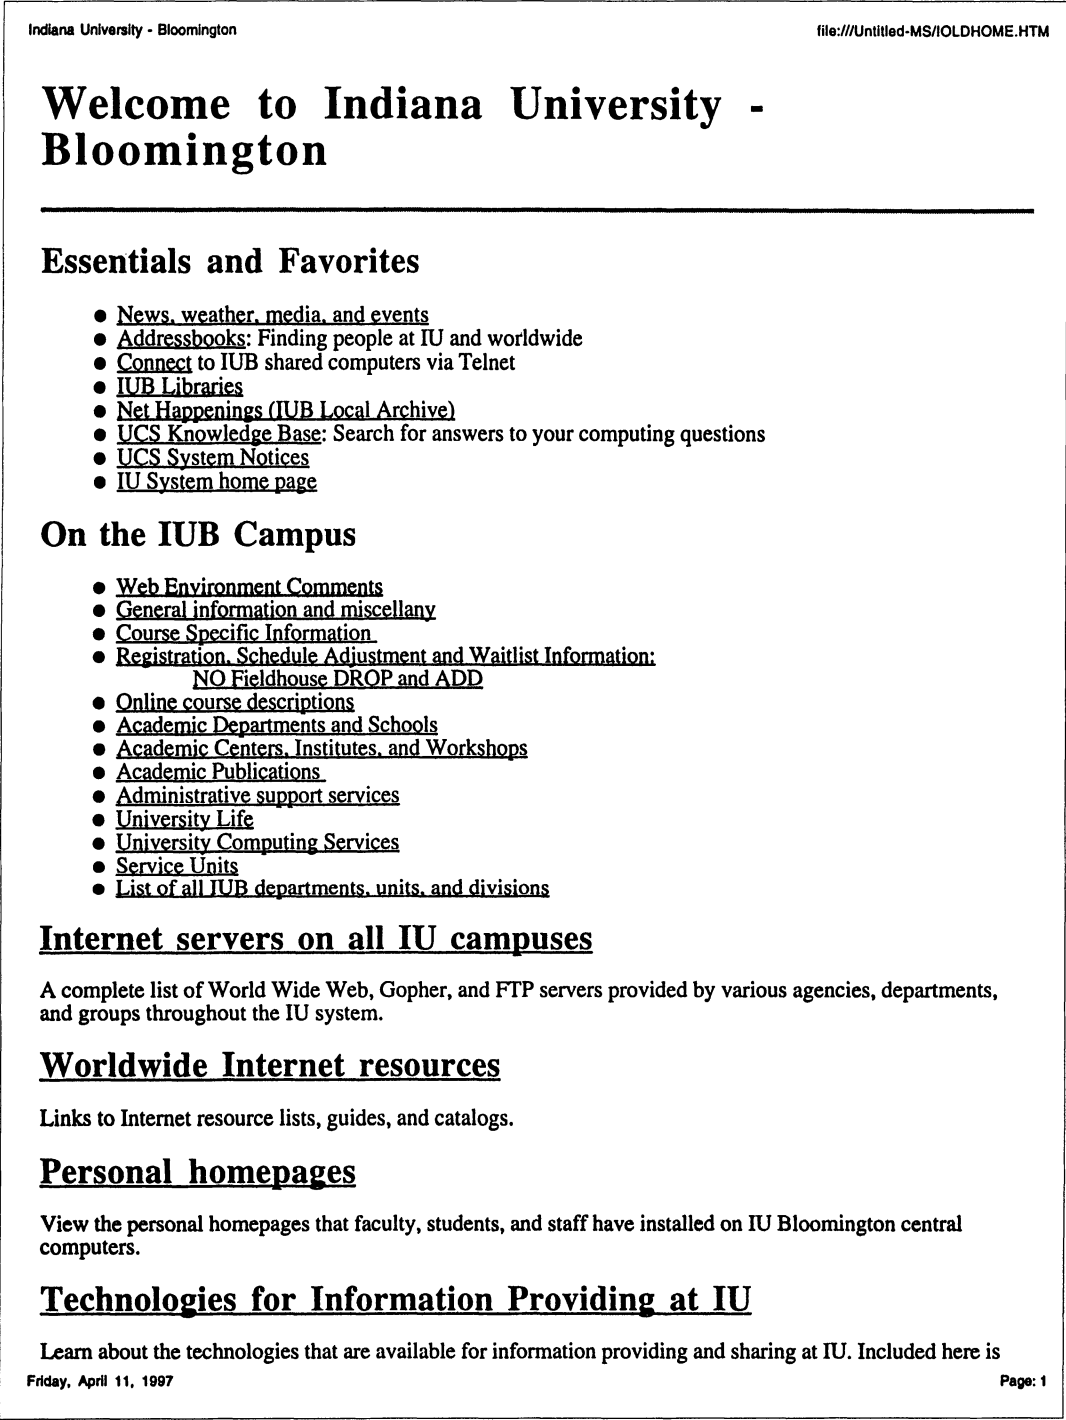 Indiana University - Bloomington
file:///Untitled-MS/IOLDHOME.HTM
Welcome to Indiana University -
Bloomington
Essentials and Favorites
● News, weather, media, and events
● Addressbooks: Finding people at IU and worldwide
● Connect to IUB shared computers via Telnet
● IUB Libraries
● Net Happenings (IUB Local Archive)
● UCS Knowledge Base: Search for answers to your computing questions
● UCS System Notices
● IU System home page
On the IUB Campus
● Web Environment Comments
● General information and miscellany
● Course Specific Information
● Registration, Schedule Adjustment and Waitlist Information:
NO Fieldhouse DROP and ADD
● Online course descriptions
● Academic Departments and Schools
● Academic Centers, Institutes, and Workshops
● Academic Publications
● Administrative support services
● University Life
● University Computing Services
● Service Units
● List of all IUB departments, units, and divisions
Internet servers on all IU campuses
A complete list of World Wide Web, Gopher, and FTP servers provided by various agencies, departments,
and groups throughout the IU system.
Worldwide Internet resources
Links to Internet resource lists, guides, and catalogs.
Personal homepages
View the personal homepages that faculty, students, and staff have installed on IU Bloomington central
computers.
Technologies for Information Providing at IU
Learn about the technologies that are available for information providing and sharing at IU. Included here is
Friday, April 11, 1997
Page: 1